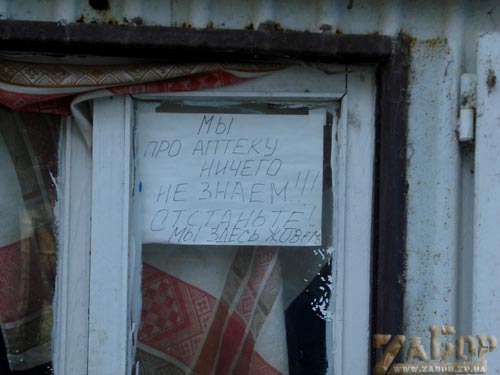 МЫ
ПРО АПТЕКУ
НИЧЕГО
НЕ ЗНАЕМ!!!
ОТСТАНЬТЕ!
МЫ ЗДЕСЬ ЖИВЕМ
ZАБОР
WWW.ZABOR.ZP.UA